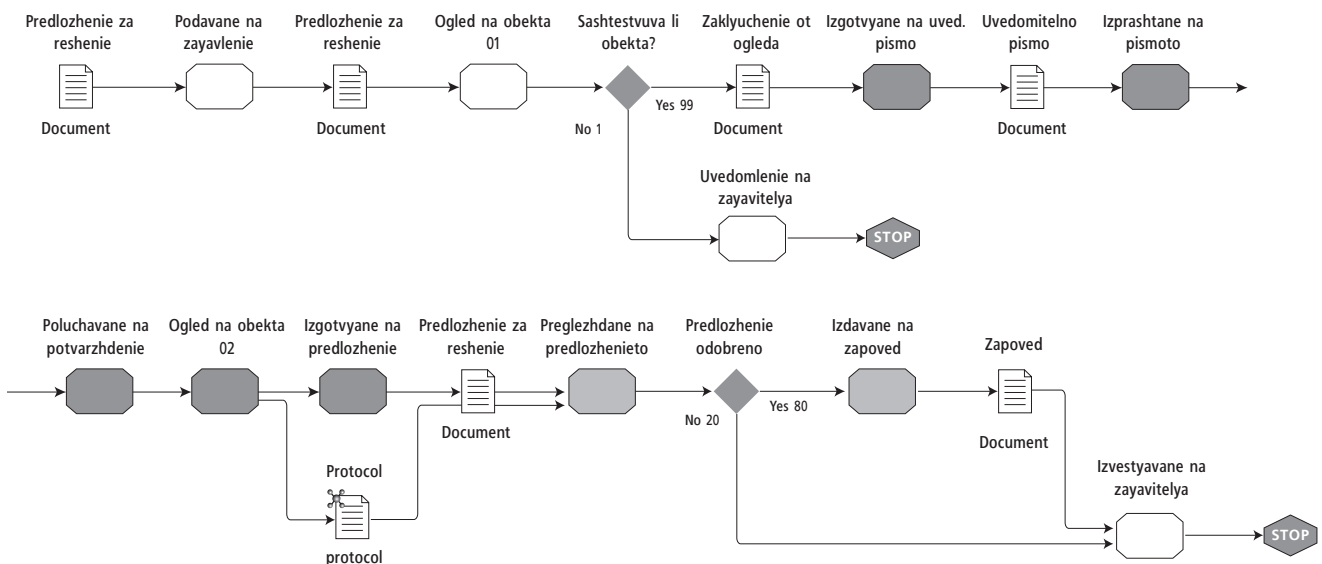 Predlozhenie za
reshenie
Podavane na
zayavlenie
Predlozhenie za
reshenie
Ogled na obekta
01
Sashtestvuva li
obekta?
Zaklyuchenie ot
ogleda
Izgotvyane na uved.
pismo
Uvedomitelno
pismo
Izprashtane na
pismoto
Document
Document
No 1
Yes 99
Document
Document
Uvedomlenie na
zayavitelya
STOP
Poluchavane na
potvarzhdenie
Ogled na obekta
02
Izgotvyane na
predlozhenie
Predlozhenie za
reshenie
Preglezhdane na
predlozhenieto
Predlozhenie
odobreno
Izdavane na
zapoved
Zapoved
Document
No 20
Yes 80
Document
Protocol
protocol
Izvestyavane na
zayavitelya
STOP